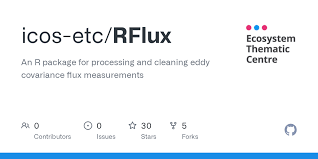 icos-etc/RFlux
Ecosystem
Thematic
Centre
An R package for processing and cleaning eddy
covariance flux measurements
0
Contributors
0
Issues
30
Stars
5
Forks